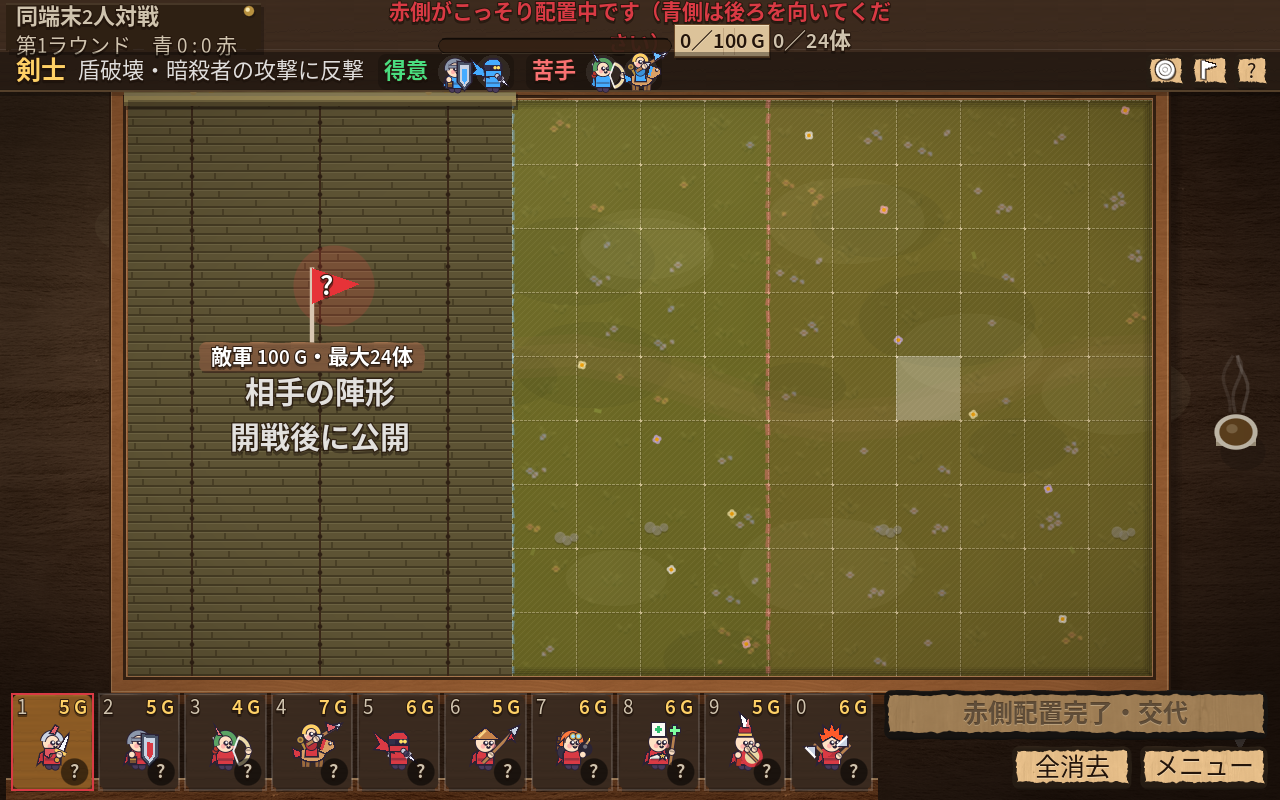 同端末2人対戦
第1ラウンド 青 0 : 0 赤
赤側がこっそり配置中です（青側は後ろを向いてくだ
0／100 G
0／24体
剣士 盾破壊・暗殺者の攻撃に反撃 得意 苦手
?
?
敵軍 100 G・最大24体
相手の陣形
開戦後に公開
1 5 G ?
2 5 G ?
3 4 G ?
4 7 G ?
5 6 G ?
6 5 G ?
7 6 G ?
8 6 G ?
9 5 G ?
0 6 G ?
赤側配置完了・交代
全消去
メニュー